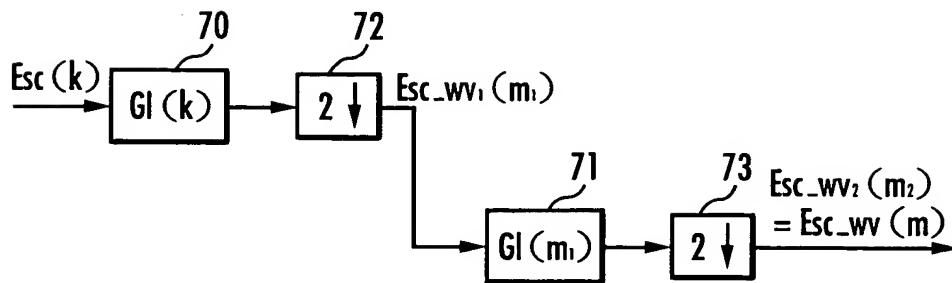 70
72
Esc(k)
Gl(k)
2↓
Esc_wv₁(m₁)
71
73
Gl(m₁)
2↓
Esc_wv₂(m₂)
= Esc_wv(m)